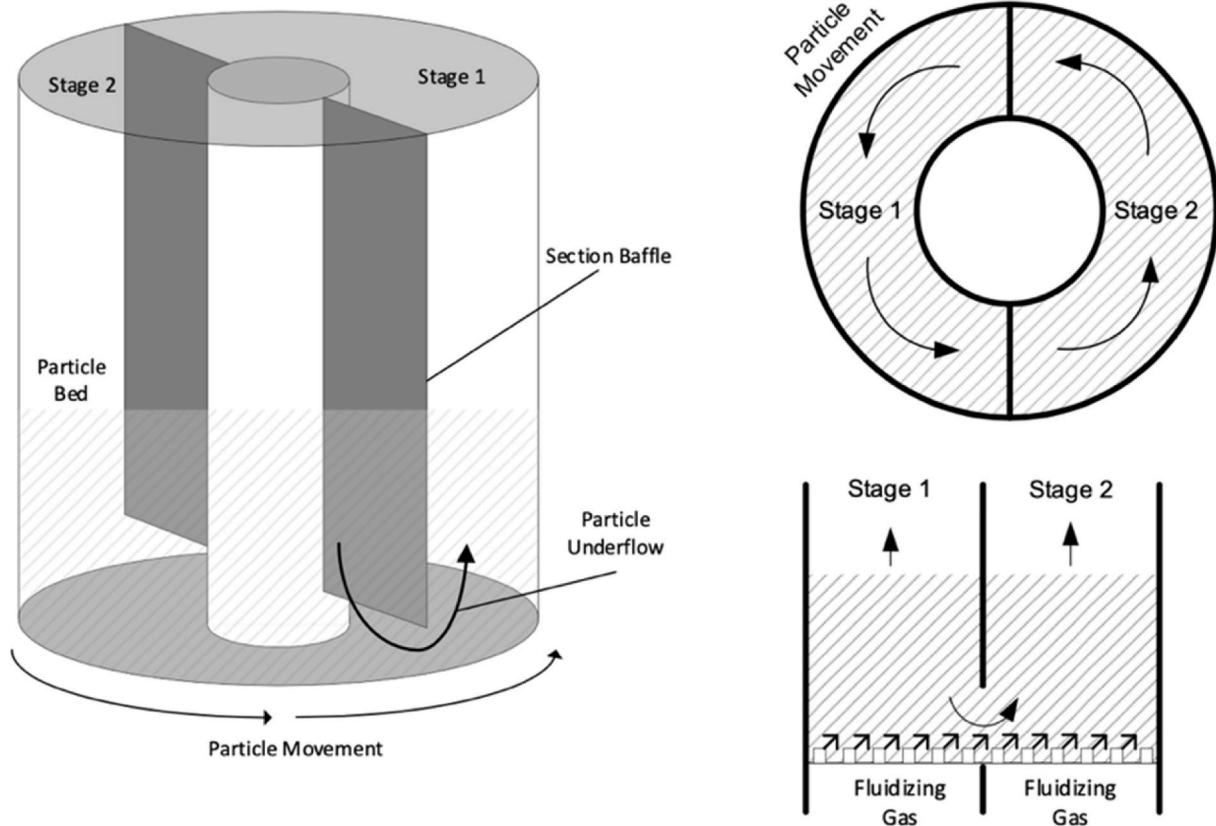 Stage 2
Stage 1
Section Baffle
Particle
Bed
Particle
Underflow
Particle Movement
Particle
Movement
Stage 1
Stage 2
Stage 1
Stage 2
Fluidizing
Gas
Fluidizing
Gas